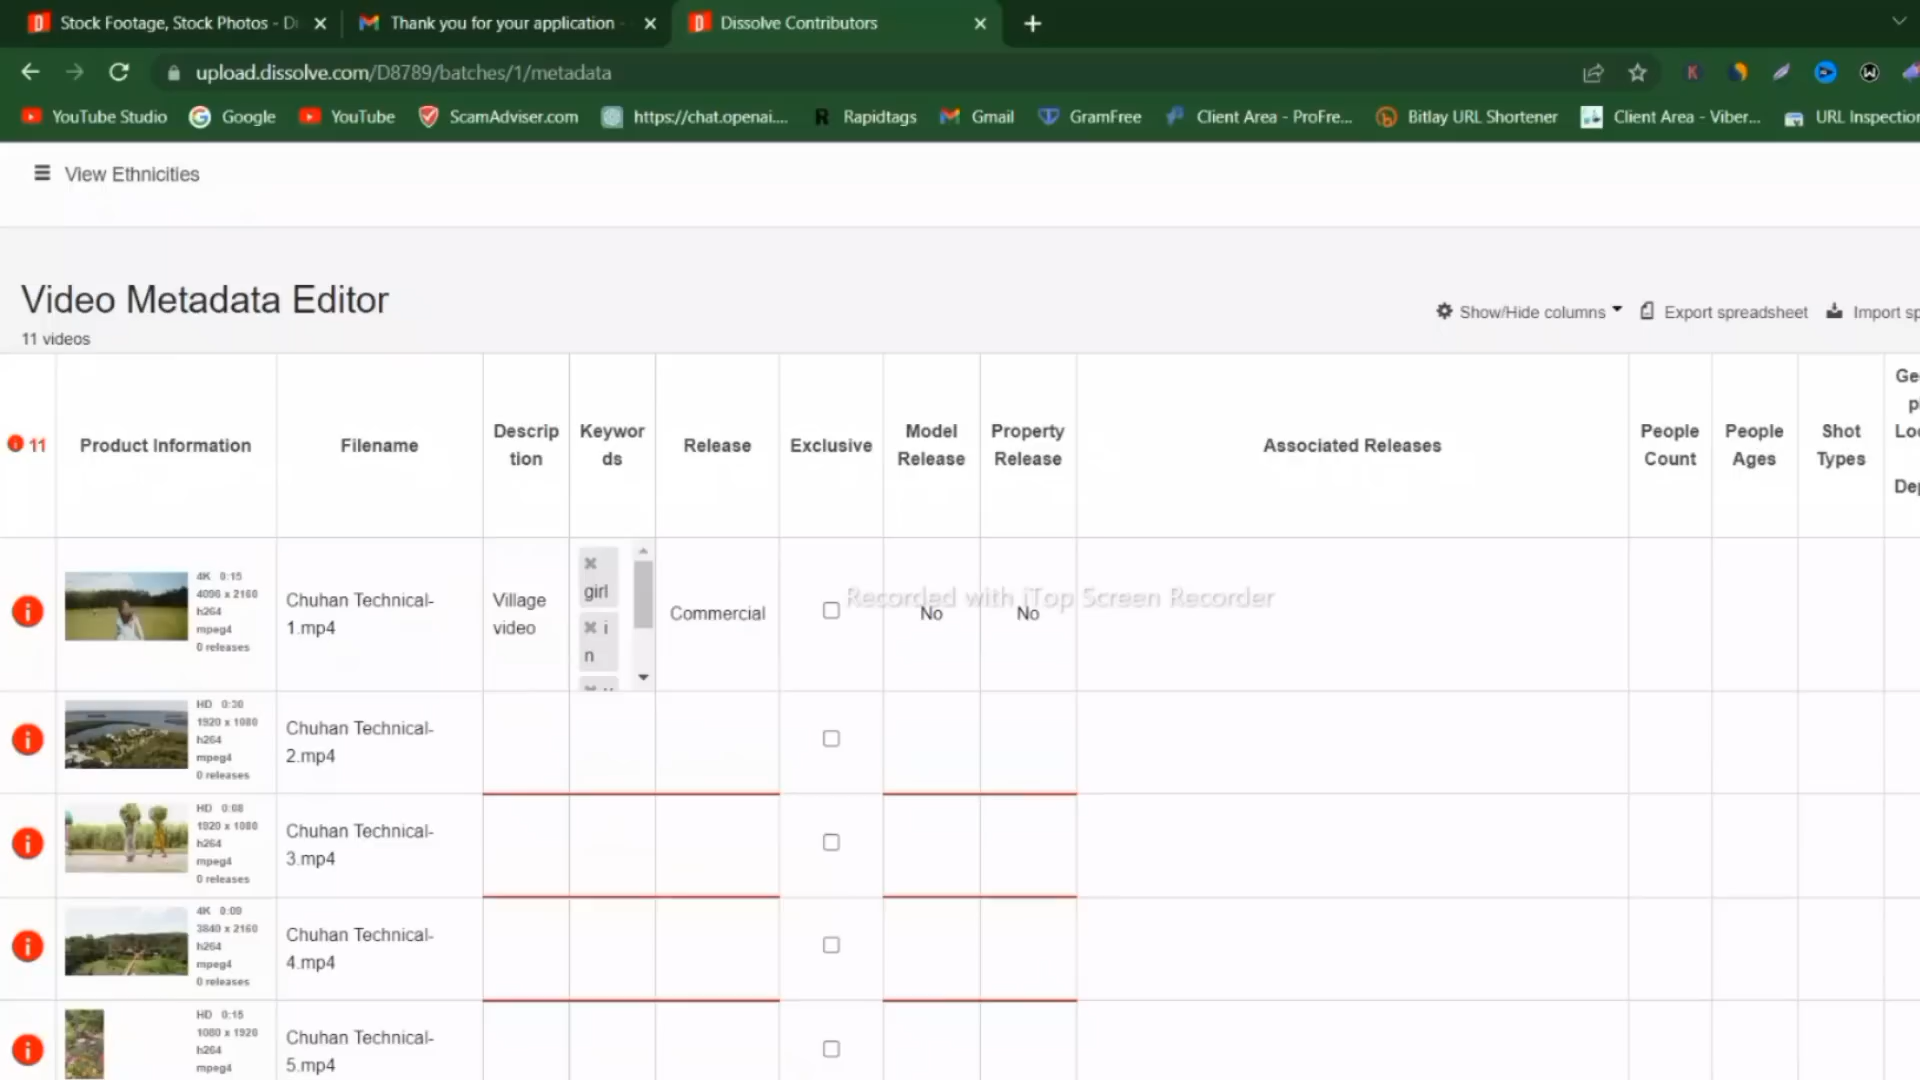 Stock Footage, Stock Photos - D
Thank you for your application -
Dissolve Contributors
upload.dissolve.com/D8789/batches/1/metadata
YouTube Studio
Google
YouTube
ScamAdviser.com
https://chat.openai....
Rapidtags
Gmail
GramFree
Client Area - ProFre...
Bitlay URL Shortener
Client Area - Viber...
URL Inspection
View Ethnicities
Video Metadata Editor
11 videos
Show/Hide columns
Export spreadsheet
Import sp
11
Product Information
Filename
Descrip
tion
Keywor
ds
Release
Exclusive
Model
Release
Property
Release
Associated Releases
People
Count
People
Ages
Shot
Types
Ge
p
Loc
Dep
4K 0:15
4096 x 2160
h264
mpeg4
0 releases
Chuhan Technical-
1.mp4
Village
video
girl
i
n
Commercial
No
No
Recorded with iTop Screen Recorder
HD 0:30
1920 x 1080
h264
mpeg4
0 releases
Chuhan Technical-
2.mp4
HD 0:08
1920 x 1080
h264
mpeg4
0 releases
Chuhan Technical-
3.mp4
4K 0:09
3840 x 2160
h264
mpeg4
0 releases
Chuhan Technical-
4.mp4
HD 0:15
1080 x 1920
h264
mpeg4
Chuhan Technical-
5.mp4